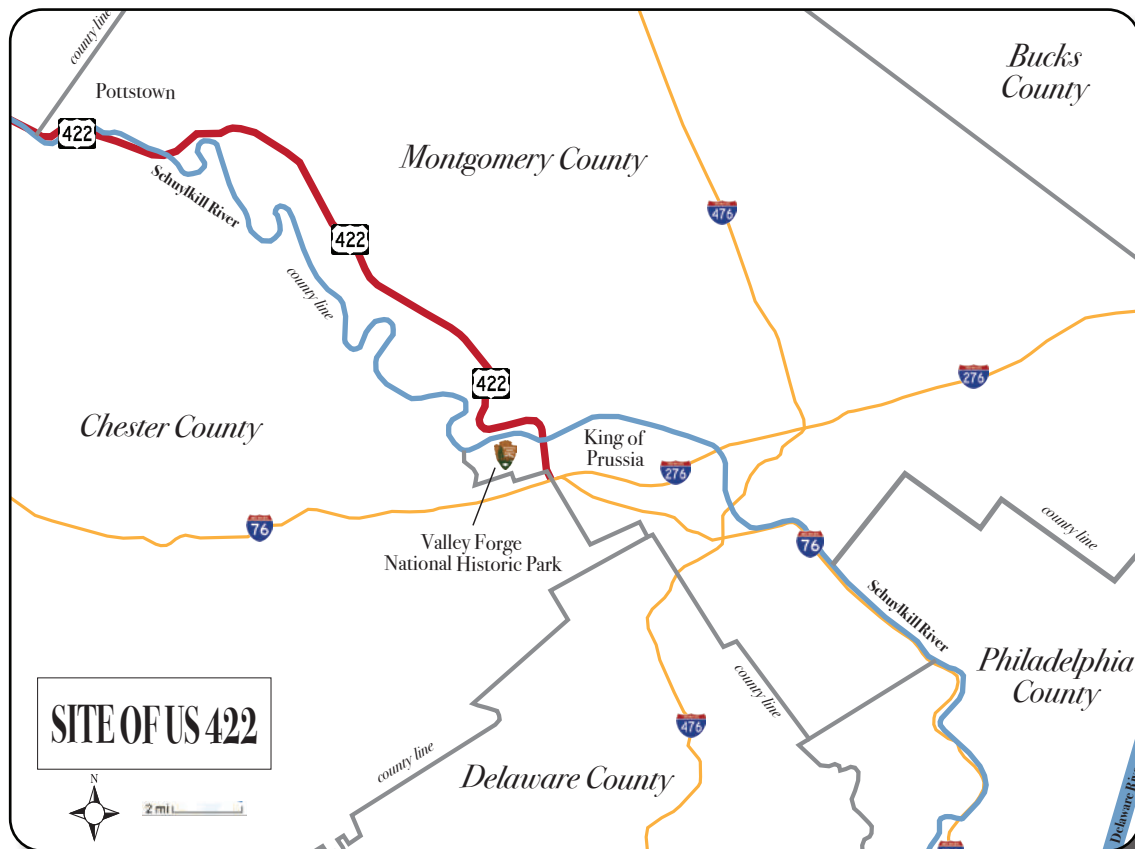 county line
Pottstown
Bucks
County
422
Montgomery County
Schuylkill River
476
422
county line
276
422
Chester County
King of
Prussia
276
76
Valley Forge
National Historic Park
76
county line
Schuylkill River
Philadelphia
County
county line
SITE OF US 422
476
county line
Delaware County
N
2 mi
Delaware River